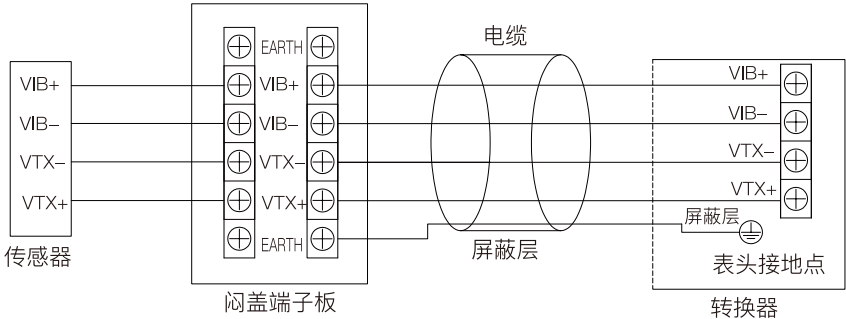 电缆
EARTH
VIB+
VIB+
VIB+
VIB–
VIB–
VIB–
VTX–
VTX–
VTX–
VTX+
VTX+
VTX+
屏蔽层
EARTH
屏蔽层
传感器
表头接地点
闷盖端子板
转换器